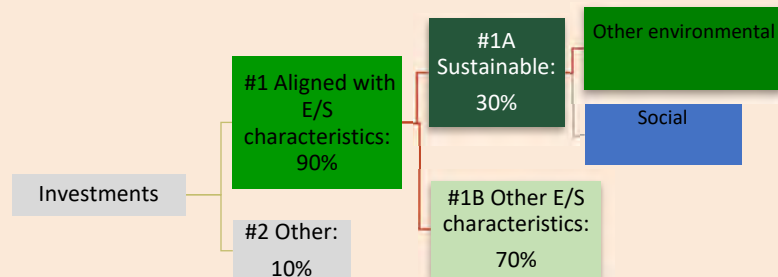 Investments
#1 Aligned with
E/S
characteristics:
90%
#2 Other:
10%
#1A
Sustainable:
30%
#1B Other E/S
characteristics:
70%
Other environmental
Social